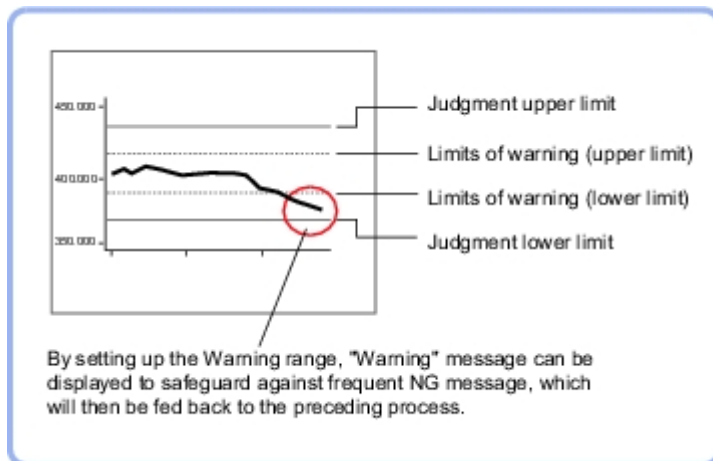 450.000
Judgment upper limit
Limits of warning (upper limit)
400.000
Limits of warning (lower limit)
350.000
Judgment lower limit
By setting up the Warning range, "Warning" message can be
displayed to safeguard against frequent NG message, which
will then be fed back to the preceding process.